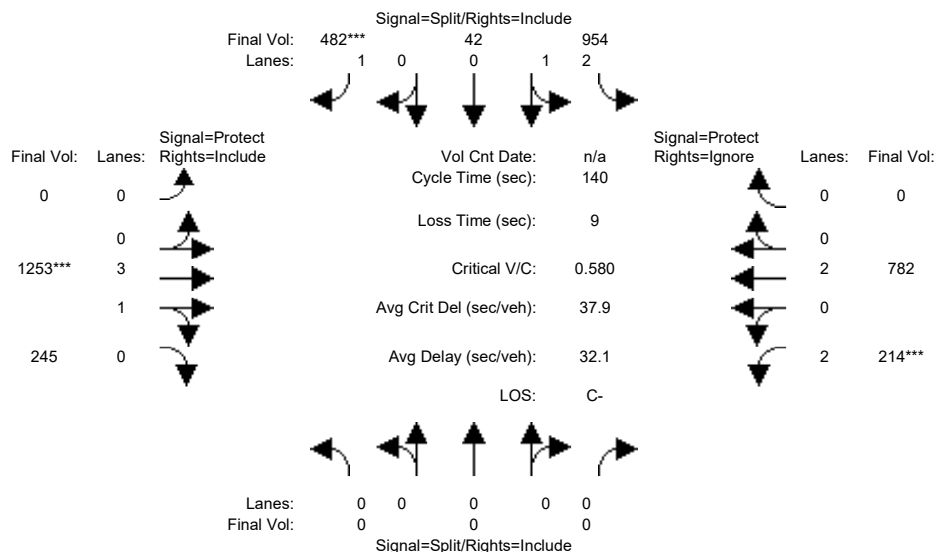 Signal=Split/Rights=Include
Final Vol: 482*** 42 954
Lanes: 1 0 0 1 2
Signal=Protect Signal=Protect
Final Vol: Lanes: Rights=Include Vol Cnt Date: n/a Rights=Ignore Lanes: Final Vol:
Cycle Time (sec): 140
0 0 0 0
Loss Time (sec): 9
0 0
1253*** 3 Critical V/C: 0.580 2 782
1 Avg Crit Del (sec/veh): 37.9 0
245 0 Avg Delay (sec/veh): 32.1 2 214***
LOS: C-
Lanes: 0 0 0 0 0
Final Vol: 0 0 0
Signal=Split/Rights=Include